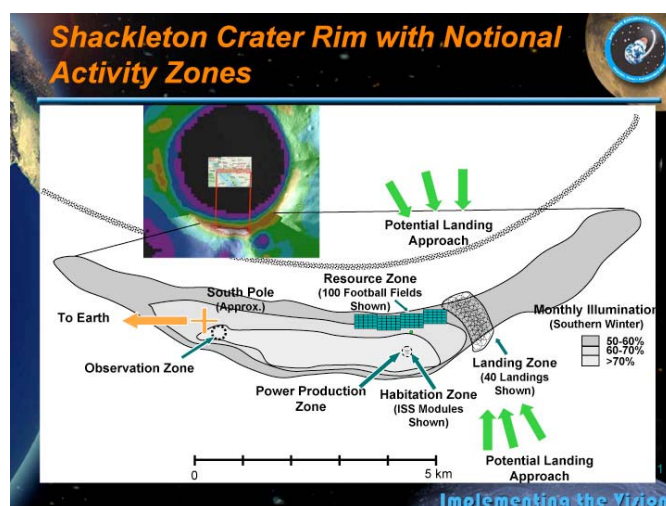 Shackleton Crater Rim with Notional
Activity Zones
Potential Landing
Approach
Resource Zone
(100 Football Fields
Shown)
South Pole
(Approx.)
To Earth
Monthly Illumination
(Southern Winter)
50-60%
60-70%
>70%
Observation Zone
Landing Zone
(40 Landings
Shown)
Power Production
Zone
Habitation Zone
(ISS Modules
Shown)
0
5 km
Potential Landing
Approach
1
Implementing the Vision